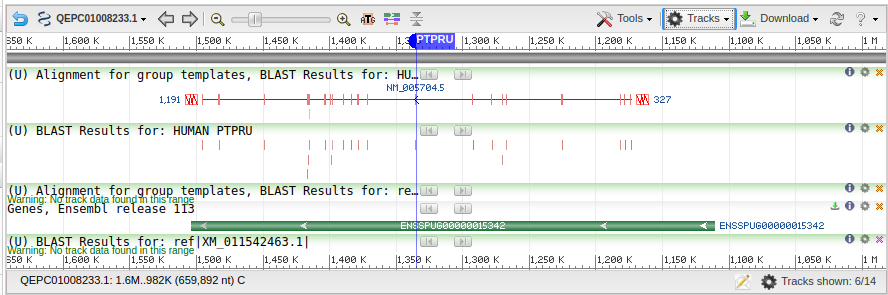 QEPC01008233.1 ATG Tools Tracks Download ?
650 K 1,600 K 1,550 K 1,500 K 1,450 K 1,400 K 1,350 PTPRU 1,300 K 1,250 K 1,200 K 1,150 K 1,100 K 1,050 K 1 M
(U) Alignment for group templates, BLAST Results for: HU…
NM_005704.5
1,191 327
(U) BLAST Results for: HUMAN PTPRU
(U) Alignment for group templates, BLAST Results for: re…
Warning: No track data found in this range
Genes, Ensembl release 113
ENSSPUG00000015342 ENSSPUG00000015342
(U) BLAST Results for: ref|XM_011542463.1|
Warning: No track data found in this range
650 K 1,600 K 1,550 K 1,500 K 1,450 K 1,400 K 1,350 K 1,300 K 1,250 K 1,200 K 1,150 K 1,100 K 1,050 K 1 M
QEPC01008233.1: 1.6M..982K (659,892 nt) C Tracks shown: 6/14